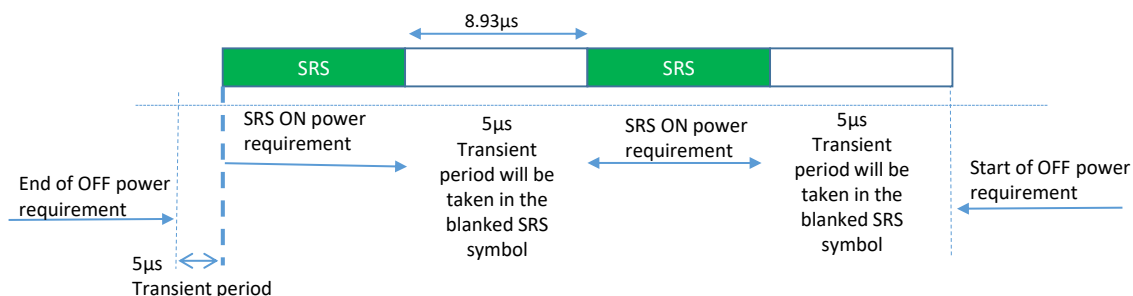 8.93µs
SRS
SRS
SRS ON power
requirement
5µs
Transient
period will be
taken in the
blanked SRS
symbol
SRS ON power
requirement
5µs
Transient
period will be
taken in the
blanked SRS
symbol
End of OFF power
requirement
Start of OFF power
requirement
5µs
Transient period